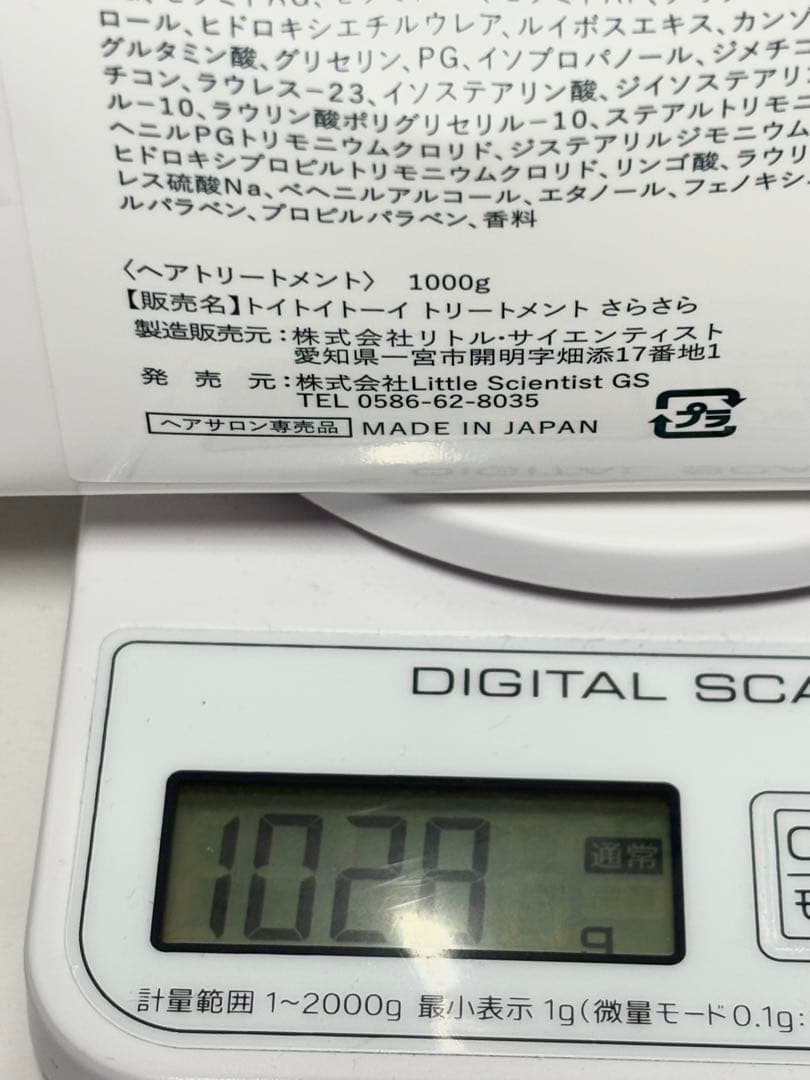 ロール、ヒドロキシエチルウレア、ルイボスエキス、カンゾ
グルタミン酸、グリセリン、PG、イソプロパノール、ジメチコ
チコン、ラウレス−23、イソステアリン酸、ジイソステアリン
ル−10、ラウリン酸ポリグリセリル−10、ステアルトリモニ
ヘニルPGトリモニウムクロリド、ジステアリルジモニウム
ヒドロキシプロピルトリモニウムクロリド、リンゴ酸、ラウリ
レス硫酸Na、ベヘニルアルコール、エタノール、フェノキシ
ルパラベン、プロピルパラベン、香料
〈ヘアトリートメント〉 1000g
【販売名】トイトイトーイ トリートメント さらさら
製造販売元：株式会社リトル・サイエンティスト
愛知県一宮市開明字畑添17番地1
発 売 元：株式会社Little Scientist GS
TEL 0586-62-8035
ヘアサロン専売品 MADE IN JAPAN
プラ
DIGITAL SCA
通常
g
計量範囲 1〜2000g 最小表示 1g(微量モード0.1g: